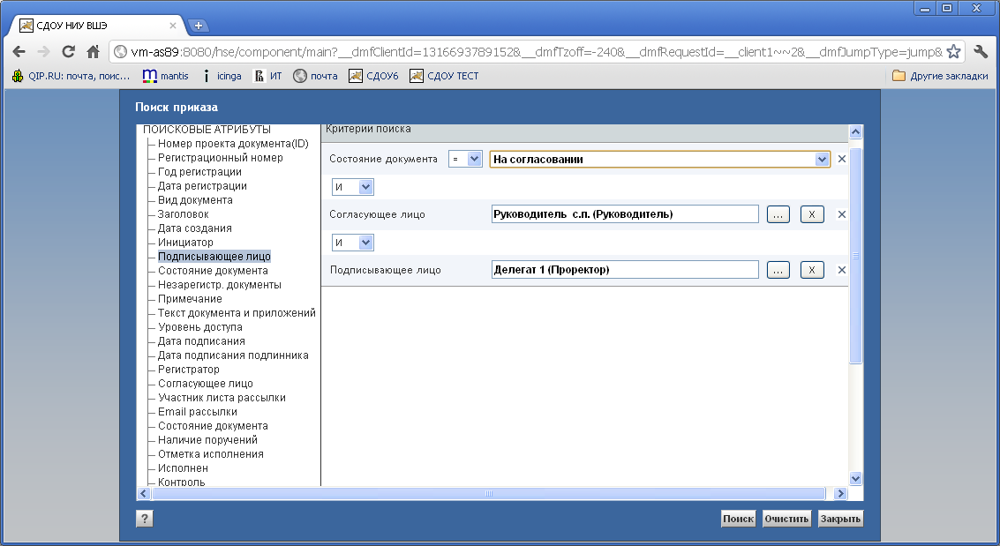 СДОУ НИУ ВШЭ
vm-as89:8080/hse/component/main?__dmfClientId=1316693789152&__dmfTzoff=-240&__dmfRequestId=__client1~~2&__dmfJumpType=jump&
QIP.RU: почта, поис... mantis icinga ИТ почта СДОУ6 СДОУ ТЕСТ Другие закладки
Поиск приказа
ПОИСКОВЫЕ АТРИБУТЫ
Номер проекта документа(ID)
Регистрационный номер
Год регистрации
Дата регистрации
Вид документа
Заголовок
Дата создания
Инициатор
Подписывающее лицо
Состояние документа
Незарегистр. документы
Примечание
Текст документа и приложений
Уровень доступа
Дата подписания
Дата подписания подлинника
Регистратор
Согласующее лицо
Участник листа рассылки
Email рассылки
Состояние документа
Наличие поручений
Отметка исполнения
Исполнен
Контроль
Критерии поиска
Состояние документа = На согласовании
И
Согласующее лицо Руководитель с.п. (Руководитель) ... X
И
Подписывающее лицо Делегат 1 (Проректор) ... X
? Поиск Очистить Закрыть